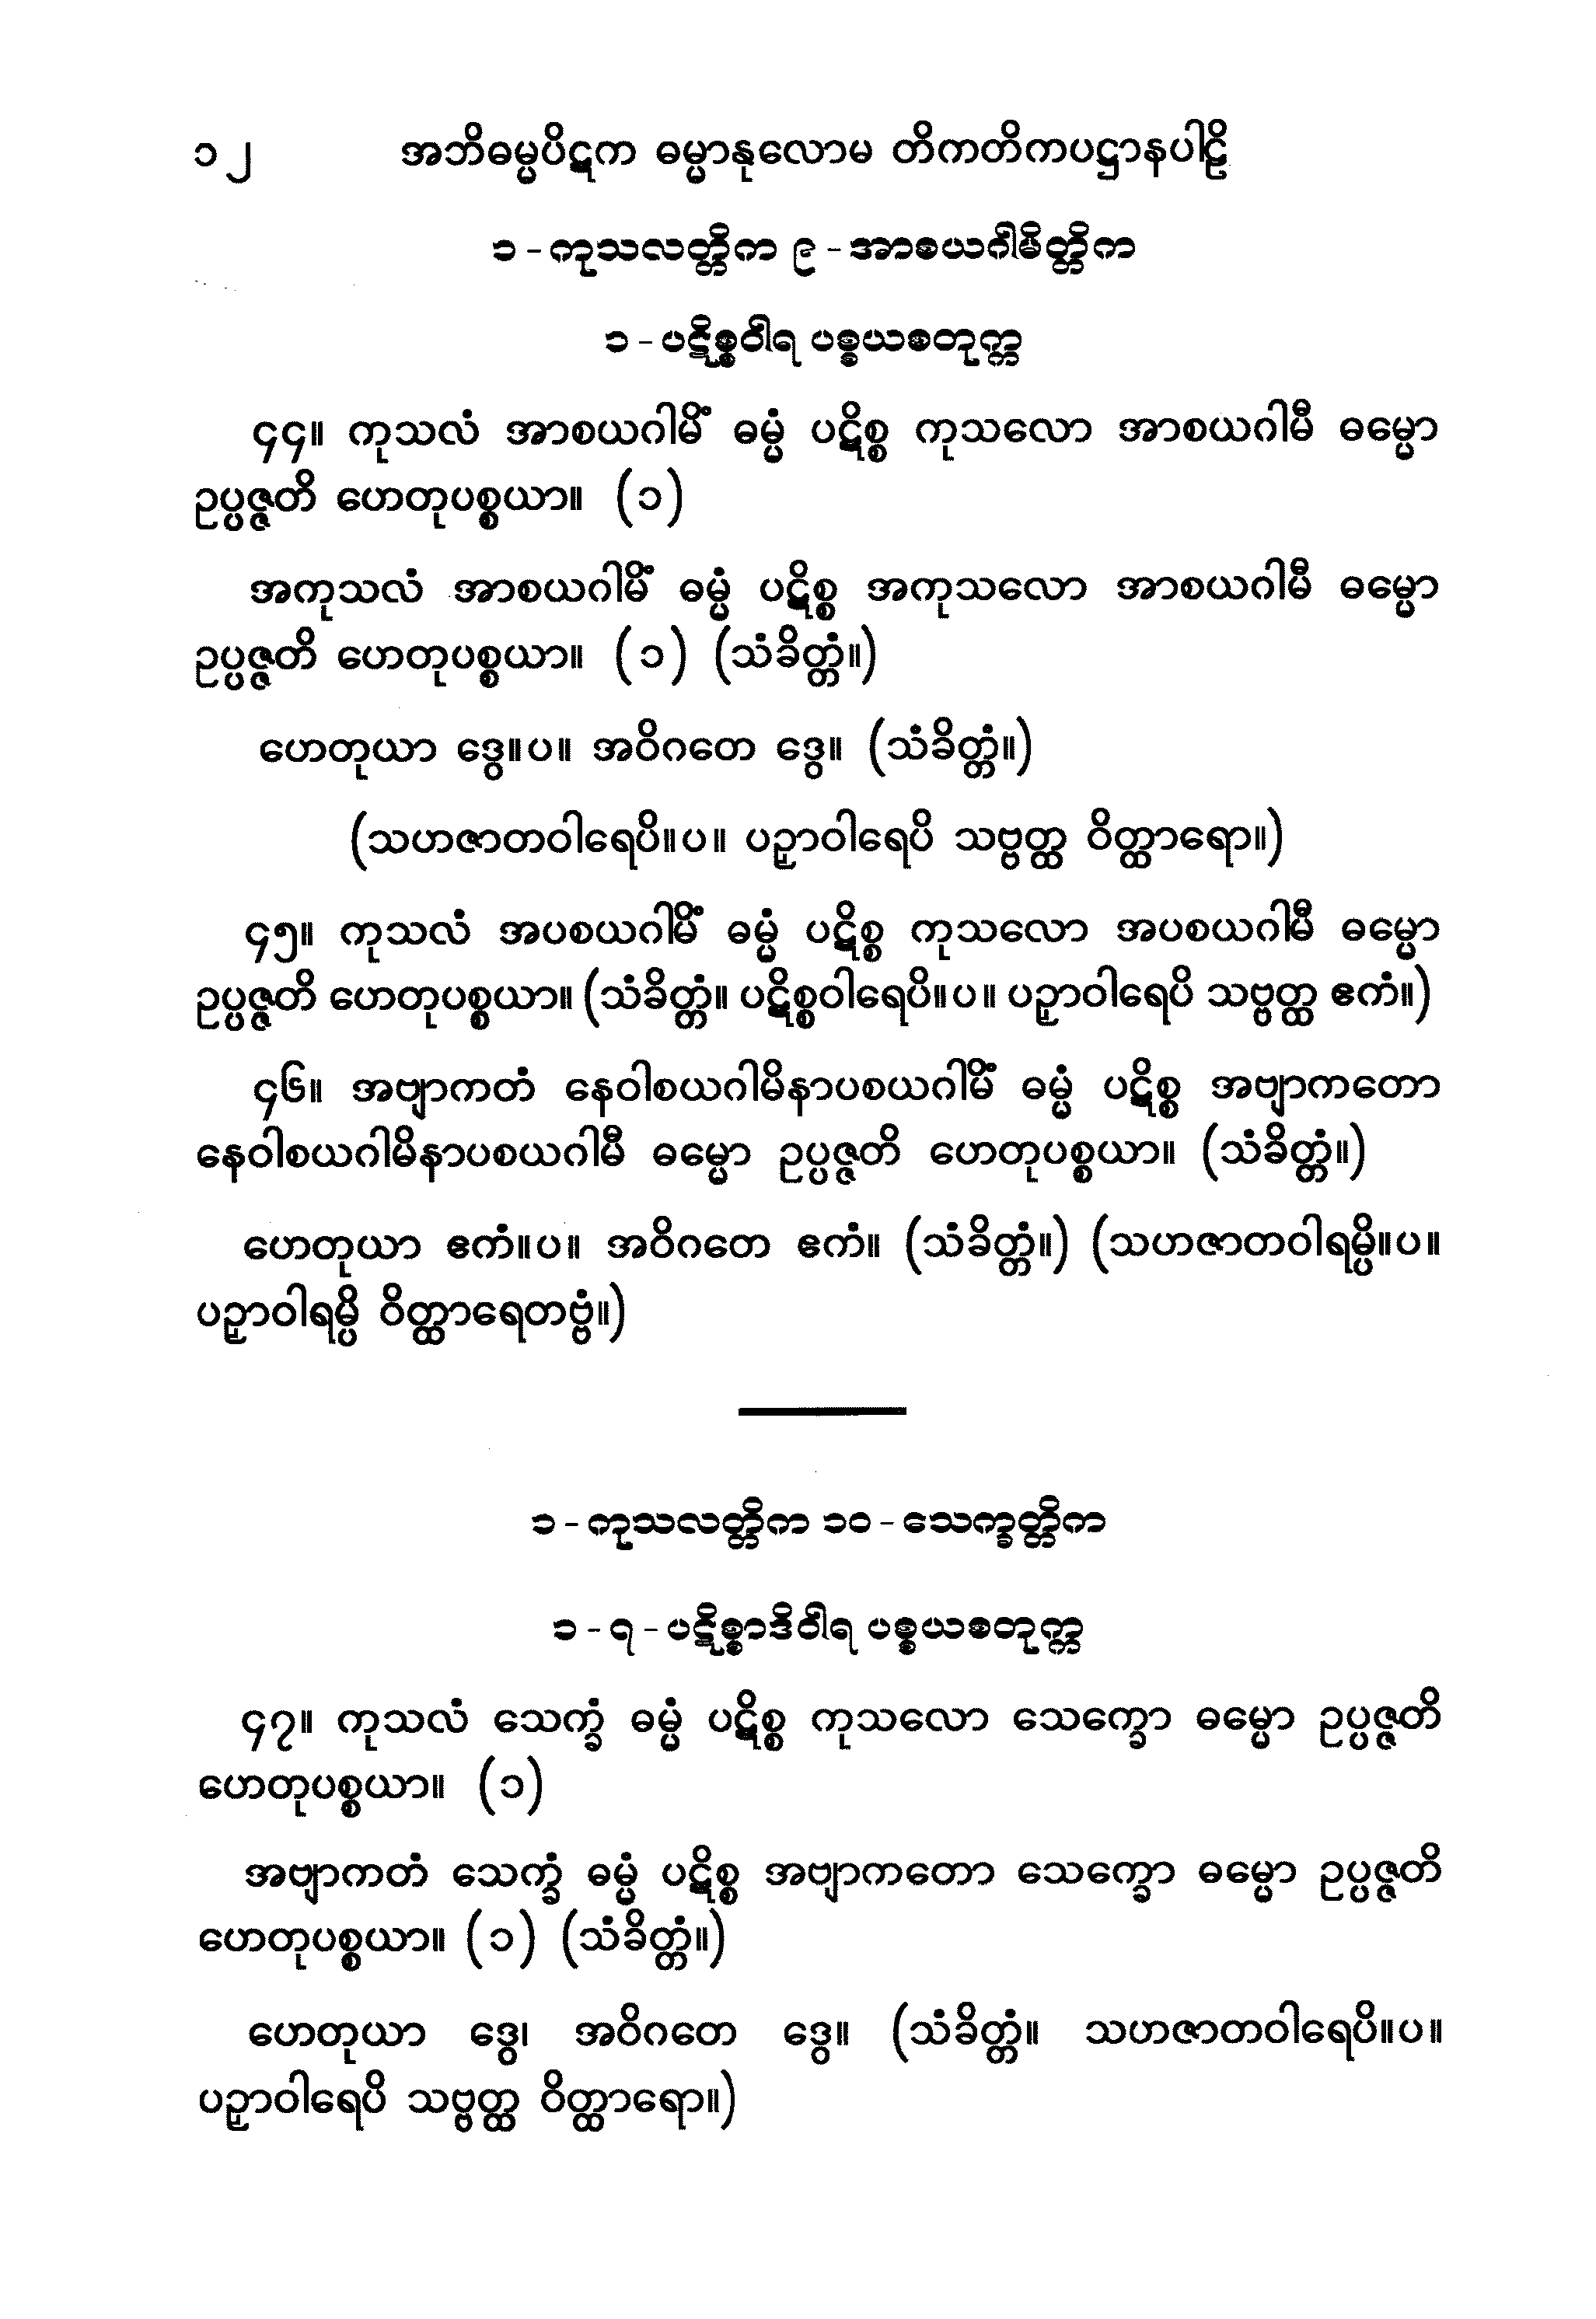 ၁၂ အဘိဓမ္မပိဋက ဓမ္မာနုလောမ တိကတိကပဋ္ဌာနပါဠိ
၁ - ကုသလတ္တိက ၉ - အာစယဂါမိတ္တိက
၁ - ပဋိစ္စဝါရ ပစ္စယစတုက္က
၄၄။ ကုသလံ အာစယဂါမိံ ဓမ္မံ ပဋိစ္စ ကုသလော အာစယဂါမီ ဓမ္မော
ဥပ္ပဇ္ဇတိ ဟေတုပစ္စယာ။ (၁)
အကုသလံ အာစယဂါမိံ ဓမ္မံ ပဋိစ္စ အကုသလော အာစယဂါမီ ဓမ္မော
ဥပ္ပဇ္ဇတိ ဟေတုပစ္စယာ။ (၁) (သံခိတ္တံ။)
ဟေတုယာ ဒွေ။ပ။ အဝိဂတေ ဒွေ။ (သံခိတ္တံ။)
(သဟဇာတဝါရေပိ။ပ။ ပဉှာဝါရေပိ သဗ္ဗတ္ထ ဝိတ္ထာရော။)
၄၅။ ကုသလံ အပစယဂါမိံ ဓမ္မံ ပဋိစ္စ ကုသလော အပစယဂါမီ ဓမ္မော
ဥပ္ပဇ္ဇတိ ဟေတုပစ္စယာ။ (သံခိတ္တံ။ ပဋိစ္စဝါရေပိ။ပ။ ပဉှာဝါရေပိ သဗ္ဗတ္ထ ဧကံ။)
၄၆။ အဗျာကတံ နေဝါစယဂါမိနာပစယဂါမိံ ဓမ္မံ ပဋိစ္စ အဗျာကတော
နေဝါစယဂါမိနာပစယဂါမီ ဓမ္မော ဥပ္ပဇ္ဇတိ ဟေတုပစ္စယာ။ (သံခိတ္တံ။)
ဟေတုယာ ဧကံ။ပ။ အဝိဂတေ ဧကံ။ (သံခိတ္တံ။) (သဟဇာတဝါရမ္ပိ။ပ။
ပဉှာဝါရမ္ပိ ဝိတ္ထာရေတဗ္ဗံ။)
၁ - ကုသလတ္တိက ၁၀ - သေက္ခတ္တိက
၁ - ၇ - ပဋိစ္စာဒိဝါရ ပစ္စယစတုက္က
၄၇။ ကုသလံ သေက္ခံ ဓမ္မံ ပဋိစ္စ ကုသလော သေက္ခော ဓမ္မော ဥပ္ပဇ္ဇတိ
ဟေတုပစ္စယာ။ (၁)
အဗျာကတံ သေက္ခံ ဓမ္မံ ပဋိစ္စ အဗျာကတော သေက္ခော ဓမ္မော ဥပ္ပဇ္ဇတိ
ဟေတုပစ္စယာ။ (၁) (သံခိတ္တံ။)
ဟေတုယာ ဒွေ၊ အဝိဂတေ ဒွေ။ (သံခိတ္တံ။ သဟဇာတဝါရေပိ။ပ။
ပဉှာဝါရေပိ သဗ္ဗတ္ထ ဝိတ္ထာရော။)